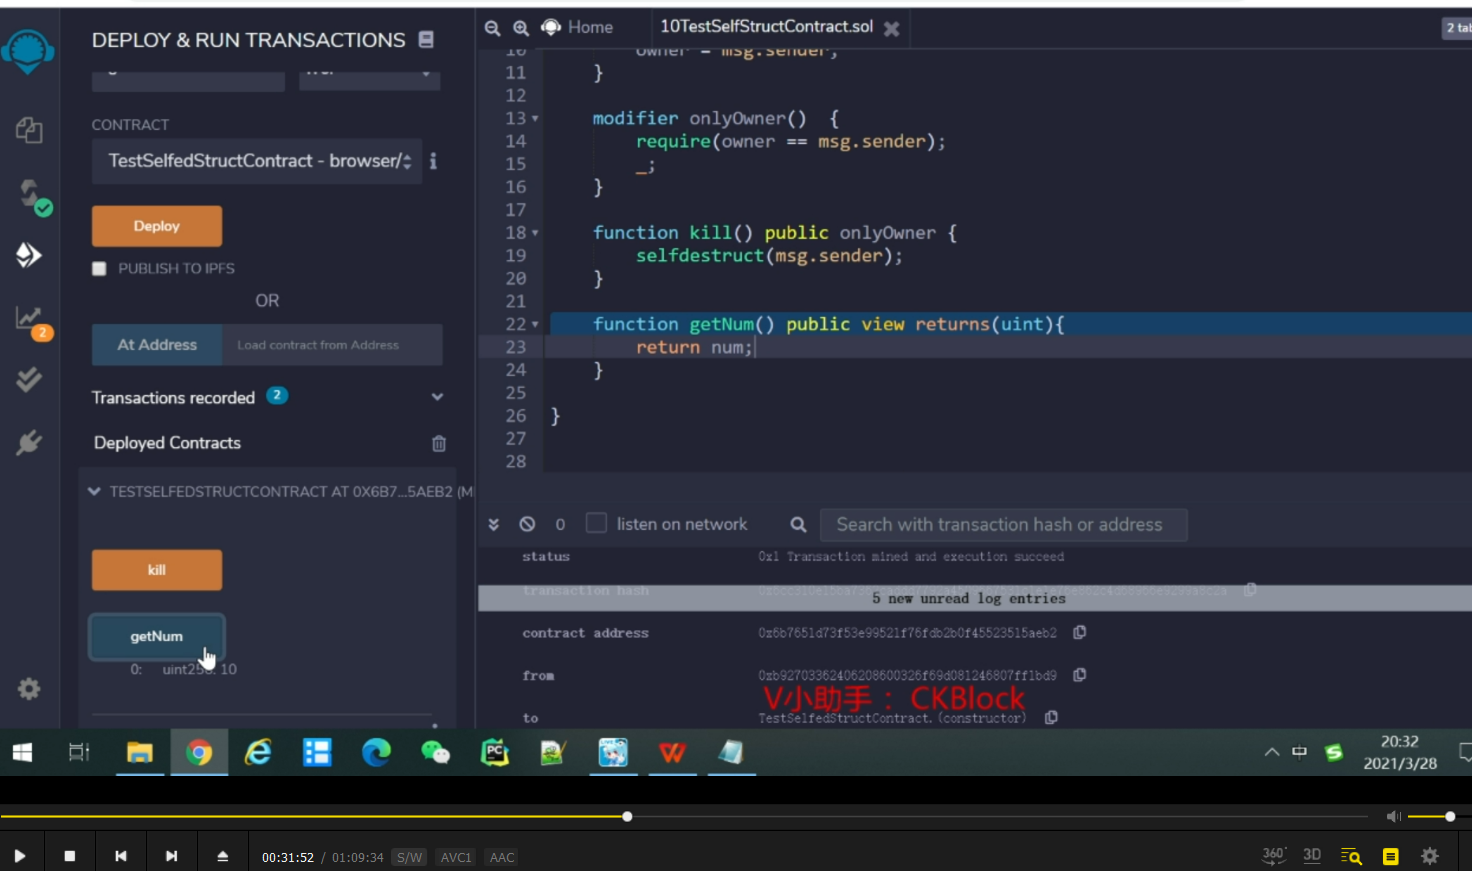 DEPLOY & RUN TRANSACTIONS
CONTRACT
TestSelfedStructContract - browser/
Deploy
PUBLISH TO IPFS
OR
At Address
Load contract from Address
Transactions recorded 2
Deployed Contracts
TESTSELFEDSTRUCTCONTRACT AT 0X6B7...5AEB2 (M
kill
getNum
0: uint256: 10
2
Home
10TestSelfStructContract.sol
2 tab
10 owner = msg.sender;
11 }
12
13 modifier onlyOwner() {
14 require(owner == msg.sender);
15 _;
16 }
17
18 function kill() public onlyOwner {
19 selfdestruct(msg.sender);
20 }
21
22 function getNum() public view returns(uint){
23 return num;
24 }
25
26 }
27
28
0 listen on network
Search with transaction hash or address
status 0x1 Transaction mined and execution succeed
transaction hash
5 new unread log entries
contract address 0x6b7651d73f53e99521f76fdb2b0f45523515aeb2
from 0xb92703362406208600326f69d081246807ff1bd9
V小助手： CKBlock
to TestSelfedStructContract.(constructor)
中
20:32
2021/3/28
00:31:52 / 01:09:34 S/W AVC1 AAC
360°
3D